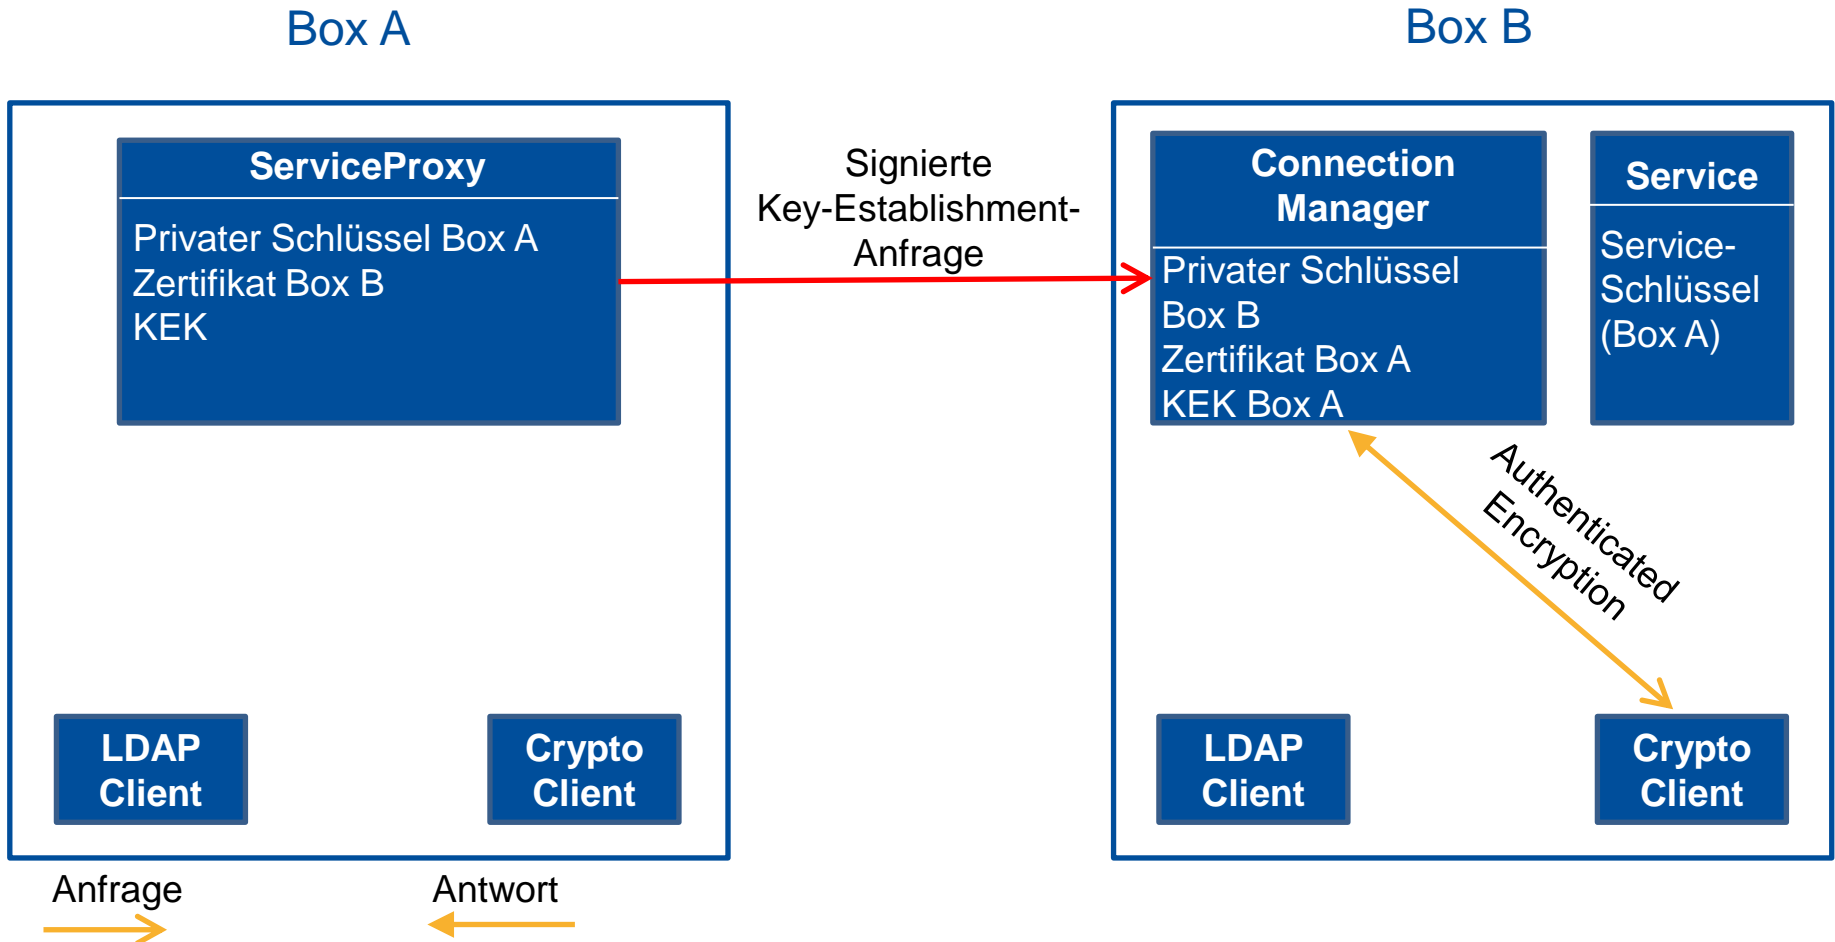 Box A
Box B
ServiceProxy
Privater Schlüssel Box A
Zertifikat Box B
KEK
Signierte
Key-Establishment-
Anfrage
Connection
Manager
Privater Schlüssel
Box B
Zertifikat Box A
KEK Box A
Service
Service-
Schlüssel
(Box A)
Authenticated
Encryption
LDAP
Client
Crypto
Client
LDAP
Client
Crypto
Client
Anfrage
Antwort